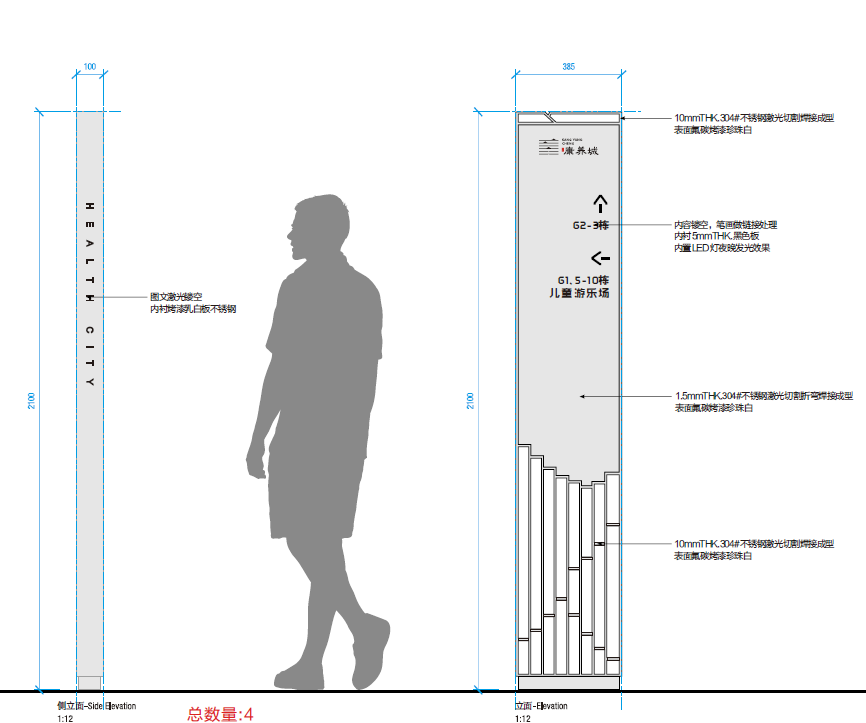 100
385
10mmTHK.304#不锈钢激光切割焊接成型
表面氟碳烤漆珍珠白
KANG YANG
CHENG
康养城
HEALTH CITY
G2-3栋
内容镂空，笔画做链接处理
内衬5mmTHK.黑色板
内置LED灯夜晚发光效果
G1、5-10栋
儿童游乐场
图文激光镂空
内衬烤漆乳白板不锈钢
2100
2100
1.5mmTHK.304#不锈钢激光切割折弯焊接成型
表面氟碳烤漆珍珠白
10mmTHK.304#不锈钢激光切割焊接成型
表面氟碳烤漆珍珠白
侧立面-Side Elevation
1:12
总数量:4
立面-Elevation
1:12